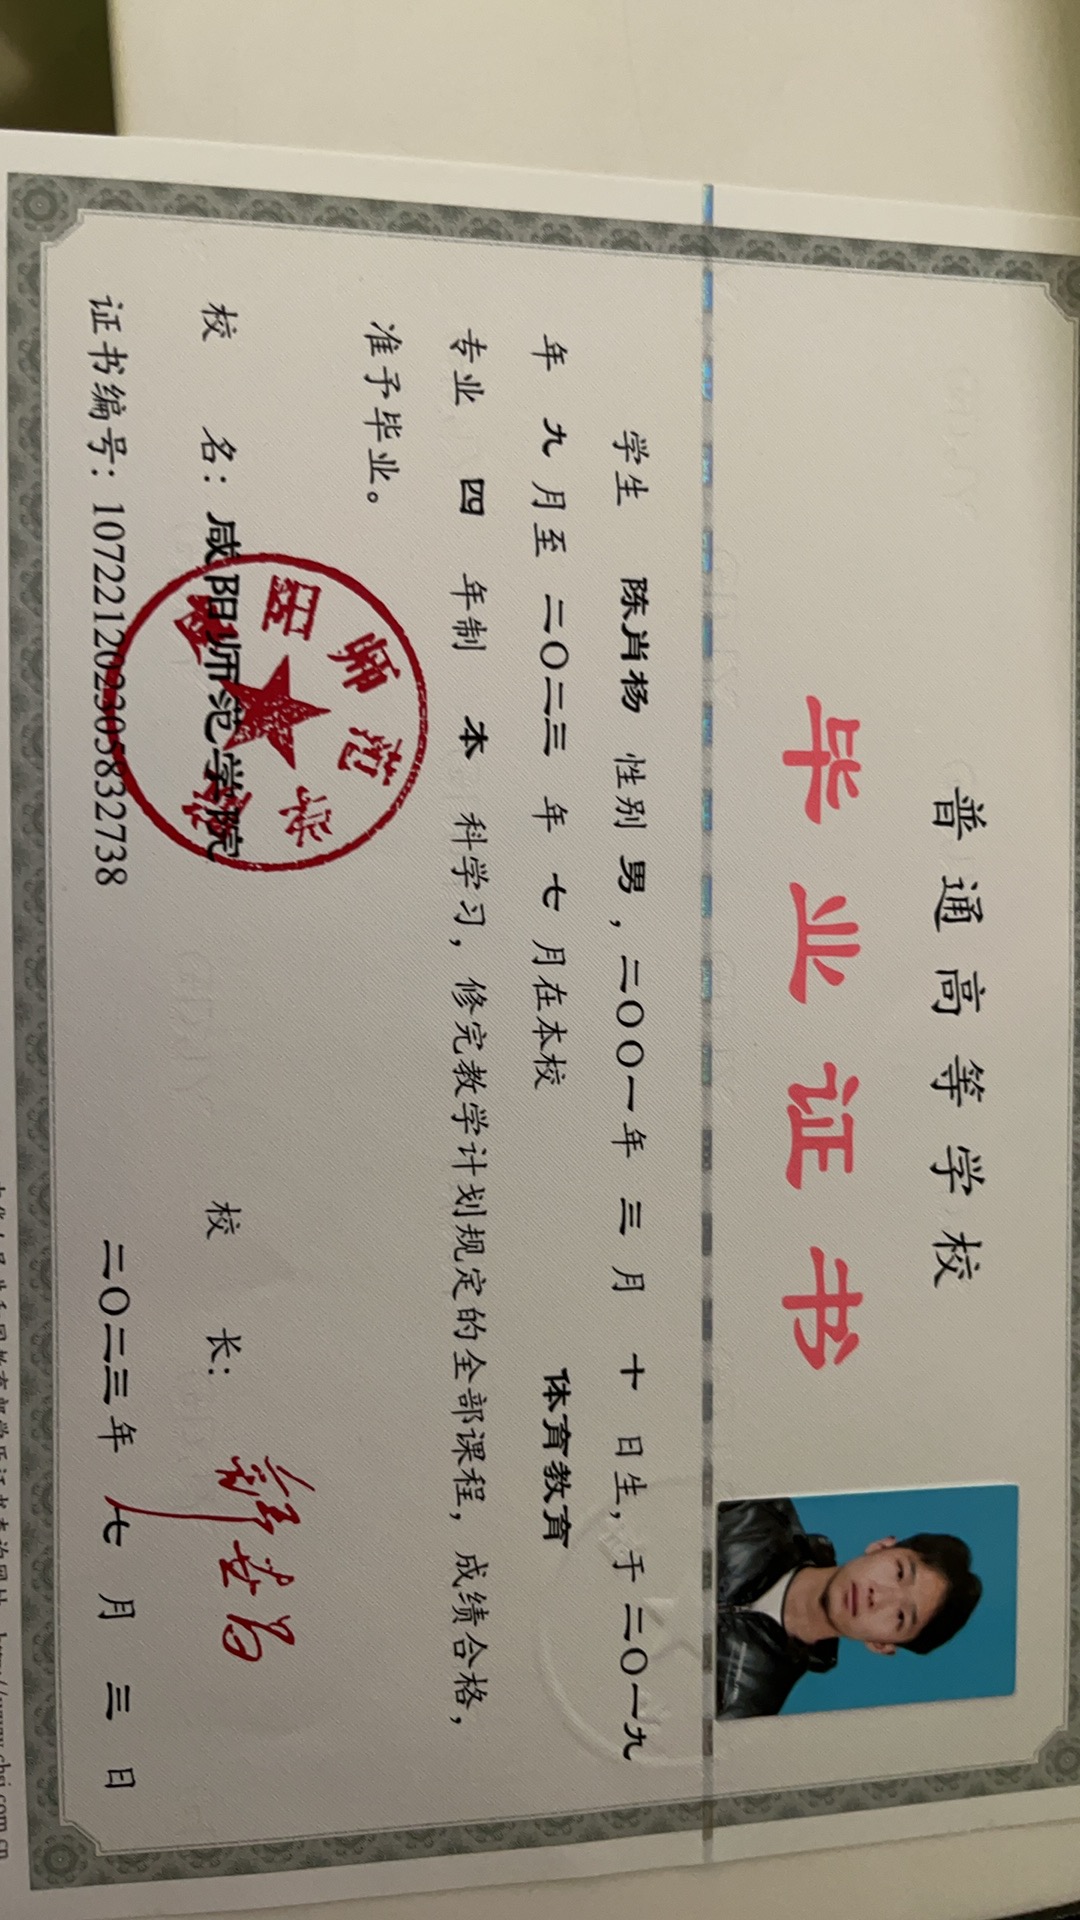 普通高等学校
毕业证书
学生 陈肖杨 性别 男，二〇〇一年 三 月 十 日生，于 二〇一九
年 九 月至 二〇二三 年 七 月在本校 体育教育
专业 四 年制 本 科学习，修完教学计划规定的全部课程，成绩合格，
准予毕业。
校 名：咸阳师范学院
校 长：
证书编号：107221202305832738
二〇二三年 七 月 三 日